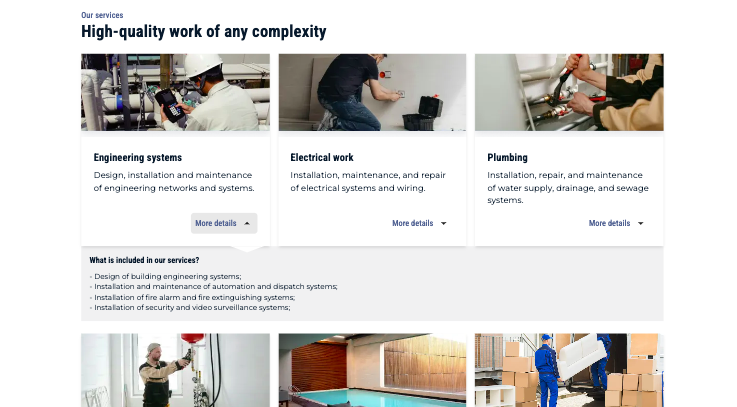 Our services
High-quality work of any complexity
Engineering systems
Design, installation and maintenance
of engineering networks and systems.
More details
Electrical work
Installation, maintenance, and repair
of electrical systems and wiring.
More details
Plumbing
Installation, repair, and maintenance
of water supply, drainage, and sewage
systems.
More details
What is included in our services?
- Design of building engineering systems;
- Installation and maintenance of automation and dispatch systems;
- Installation of fire alarm and fire extinguishing systems;
- Installation of security and video surveillance systems;